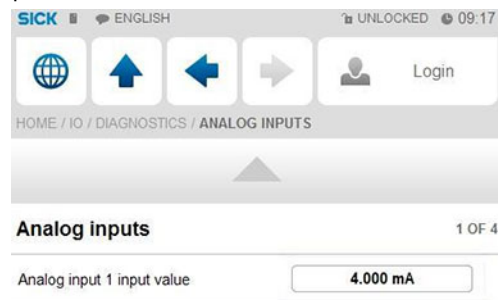 SICK ENGLISH UNLOCKED 09:17
Login
HOME / IO / DIAGNOSTICS / ANALOG INPUTS
Analog inputs 1 OF 4
Analog input 1 input value 4.000 mA